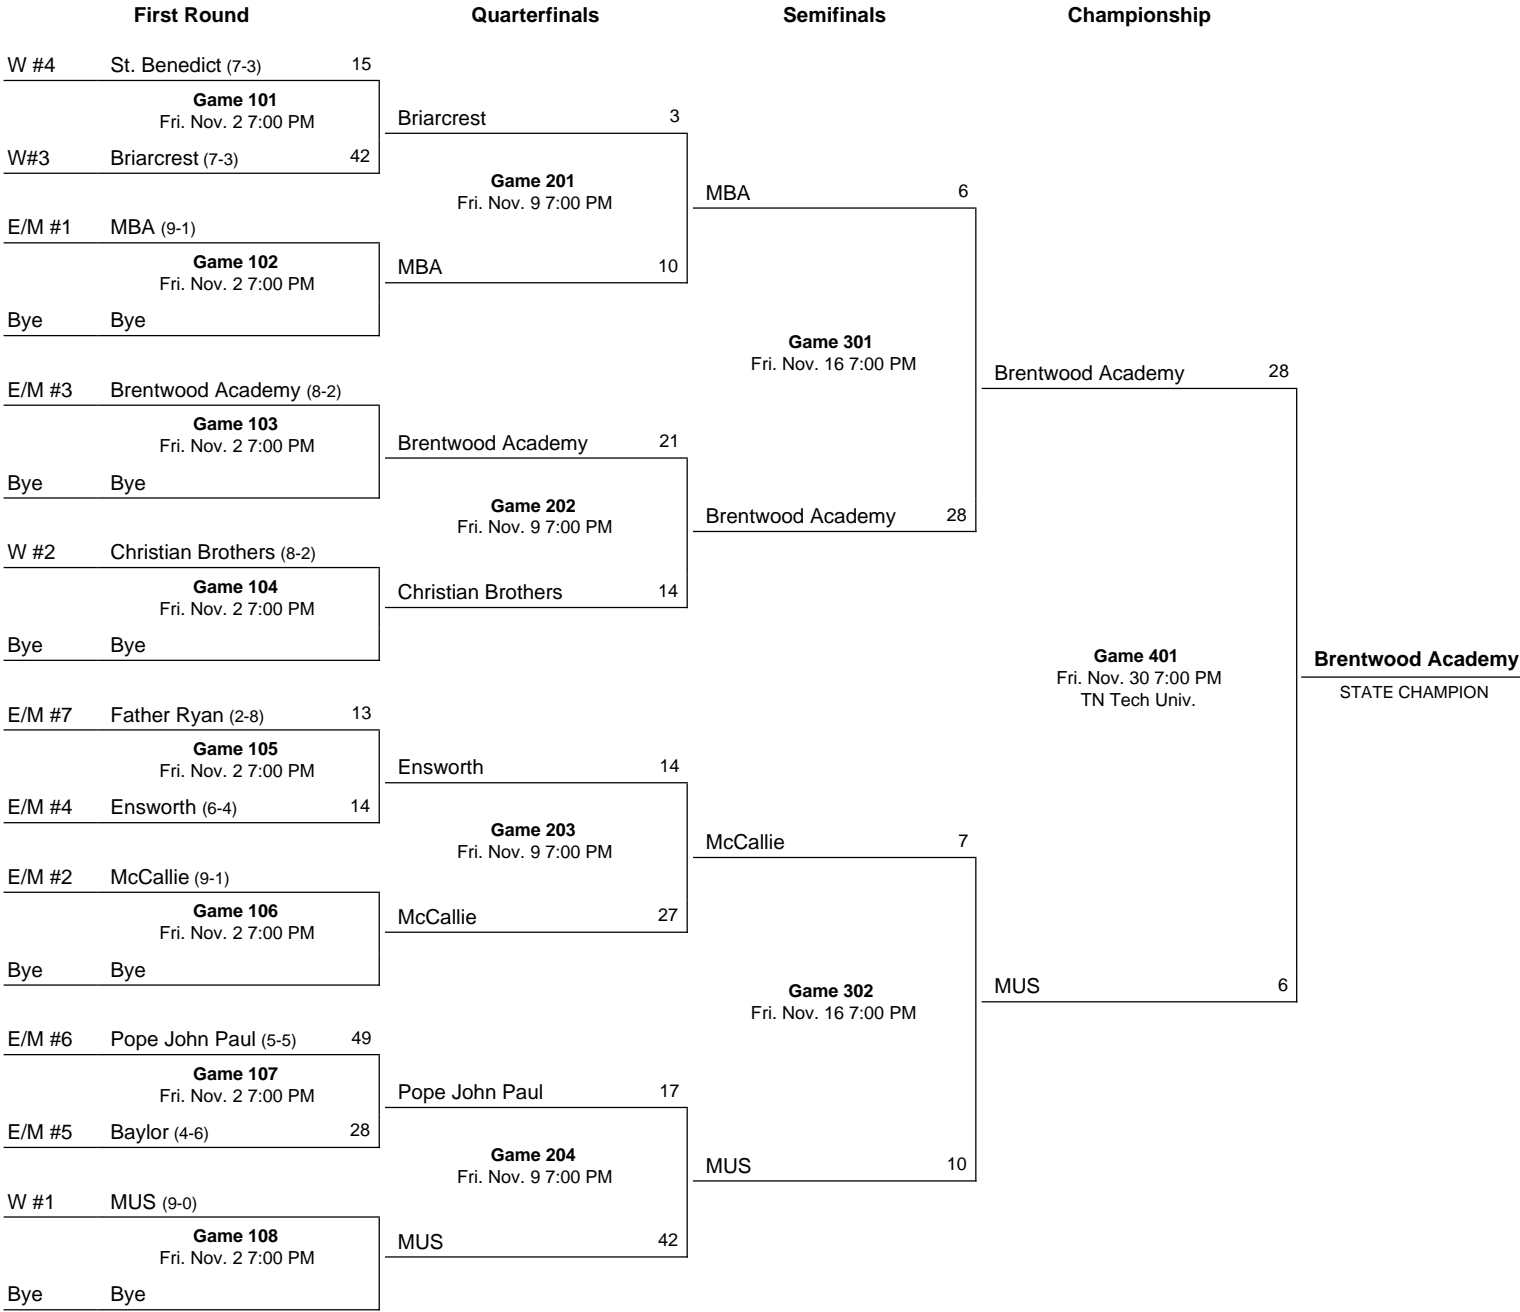 First Round Quarterfinals Semifinals Championship
W #4 St. Benedict (7-3) 15
Game 101
Fri. Nov. 2 7:00 PM
W#3 Briarcrest (7-3) 42
E/M #1 MBA (9-1)
Game 102
Fri. Nov. 2 7:00 PM
Bye Bye
E/M #3 Brentwood Academy (8-2)
Game 103
Fri. Nov. 2 7:00 PM
Bye Bye
W #2 Christian Brothers (8-2)
Game 104
Fri. Nov. 2 7:00 PM
Bye Bye
E/M #7 Father Ryan (2-8) 13
Game 105
Fri. Nov. 2 7:00 PM
E/M #4 Ensworth (6-4) 14
E/M #2 McCallie (9-1)
Game 106
Fri. Nov. 2 7:00 PM
Bye Bye
E/M #6 Pope John Paul (5-5) 49
Game 107
Fri. Nov. 2 7:00 PM
E/M #5 Baylor (4-6) 28
W #1 MUS (9-0)
Game 108
Fri. Nov. 2 7:00 PM
Bye Bye
Briarcrest 3
Game 201
Fri. Nov. 9 7:00 PM
MBA 10
Brentwood Academy 21
Game 202
Fri. Nov. 9 7:00 PM
Christian Brothers 14
Ensworth 14
Game 203
Fri. Nov. 9 7:00 PM
McCallie 27
Pope John Paul 17
Game 204
Fri. Nov. 9 7:00 PM
MUS 42
MBA 6
Game 301
Fri. Nov. 16 7:00 PM
Brentwood Academy 28
McCallie 7
Game 302
Fri. Nov. 16 7:00 PM
MUS 10
Brentwood Academy 28
Game 401
Fri. Nov. 30 7:00 PM
TN Tech Univ.
MUS 6
Brentwood Academy
STATE CHAMPION